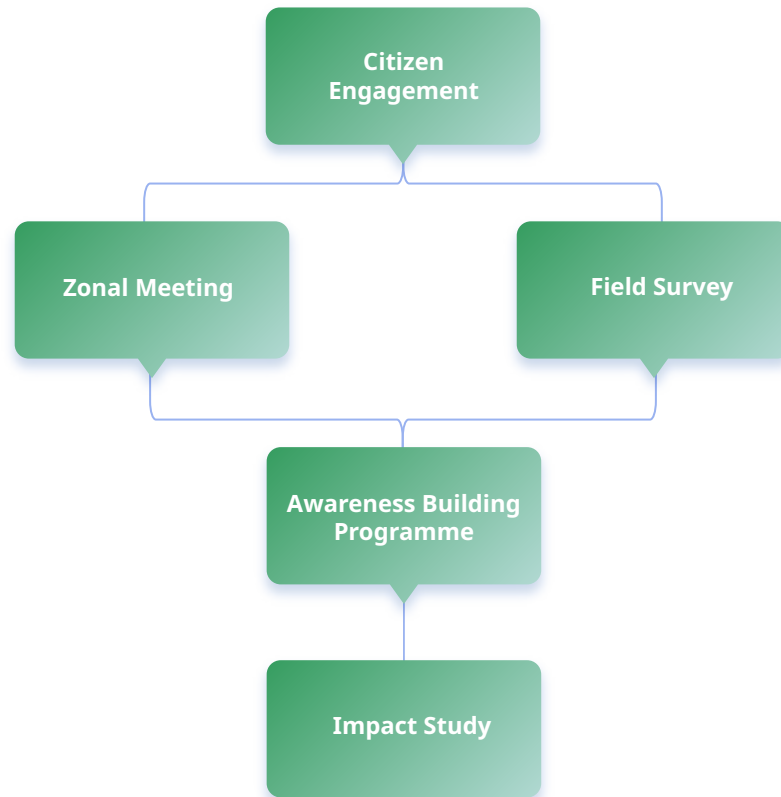 Citizen
Engagement
Zonal Meeting
Field Survey
Awareness Building
Programme
Impact Study